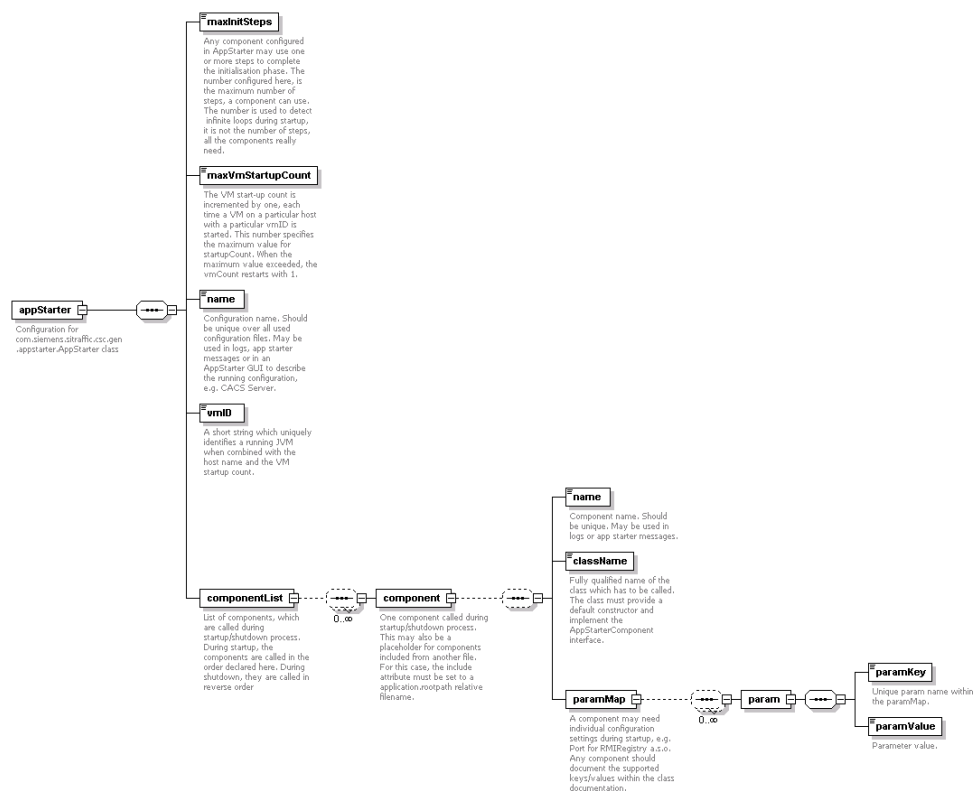 maxInitSteps
Any component configured
in AppStarter may use one
or more steps to complete
the initialisation phase. The
number configured here, is
the maximum number of
steps, a component can use.
The number is used to detect
infinite loops during startup,
it is not the number of steps,
all the components really
need.
maxVmStartupCount
The VM start-up count is
incremented by one, each
time a VM on a particular host
with a particular vmID is
started. This number specifies
the maximum value for
startupCount. When the
maximum value exceeded, the
vmCount restarts with 1.
appStarter
Configuration for
com.siemens.sitraffic.csc.gen
.appstarter.AppStarter class
name
Configuration name. Should
be unique over all used
configuration files. May be
used in logs, app starter
messages or in an
AppStarter GUI to describe
the running configuration,
e.g. CACS Server.
vmID
A short string which uniquely
identifies a running JVM
when combined with the
host name and the VM
startup count.
componentList
List of components, which
are called during
startup/shutdown process.
During startup, the
components are called in the
order declared here. During
shutdown, they are called in
reverse order
0..∞
component
One component called during
startup/shutdown process.
This may also be a
placeholder for components
included from another file.
For this case, the include
attribute must be set to a
application.rootpath relative
filename.
name
Component name. Should
be unique. May be used in
logs or app starter messages.
className
Fully qualified name of the
class which has to be called.
The class must provide a
default constructor and
implement the
AppStarterComponent
interface.
paramMap
A component may need
individual configuration
settings during startup, e.g.
Port for RMIRegistry a.s.o.
Any component should
document the supported
keys/values within the class
documentation.
0..∞
param
paramKey
Unique param name within
the paramMap.
paramValue
Parameter value.